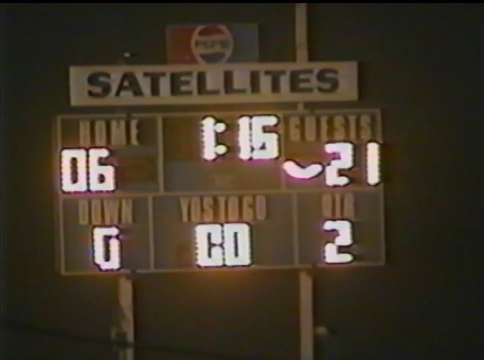 PEPSI
SATELLITES
HOME 1:15 GUESTS
06 21
DOWN YDS TO GO QTR
G GO 2